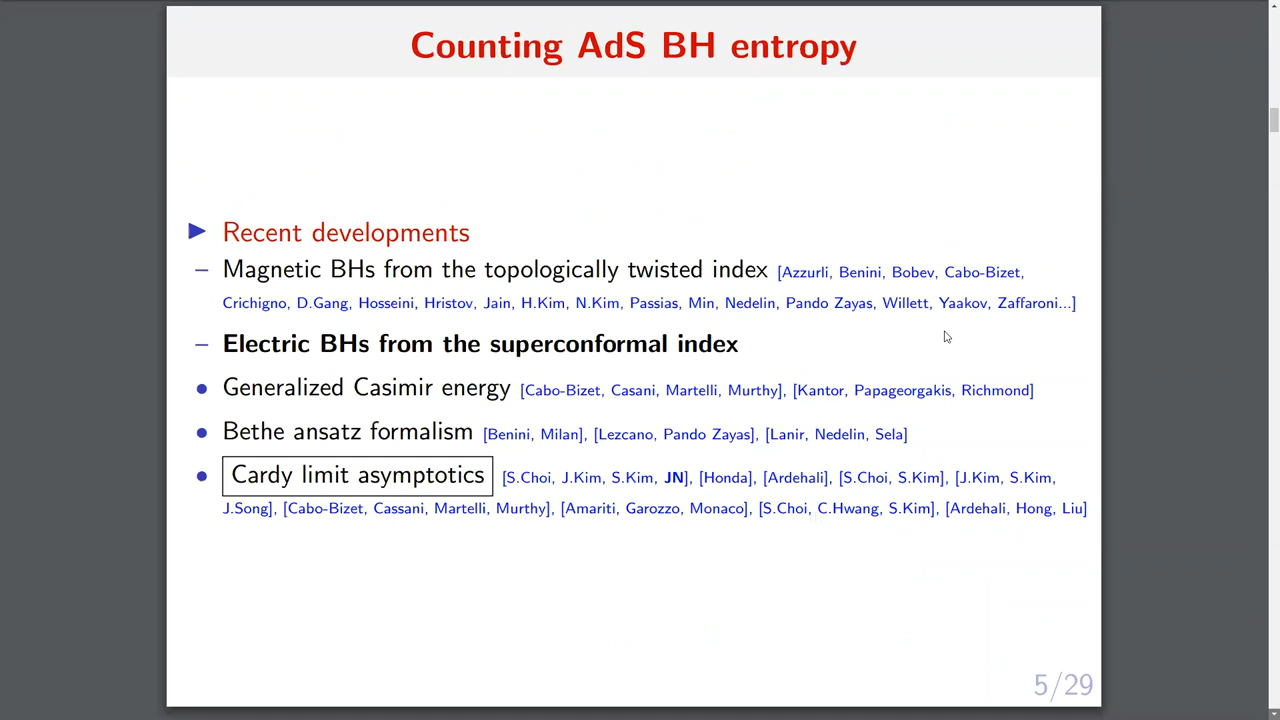 Counting AdS BH entropy
Recent developments
– Magnetic BHs from the topologically twisted index [Azzurli, Benini, Bobev, Cabo-Bizet,
Crichigno, D.Gang, Hosseini, Hristov, Jain, H.Kim, N.Kim, Passias, Min, Nedelin, Pando Zayas, Willett, Yaakov, Zaffaroni...]
– Electric BHs from the superconformal index
• Generalized Casimir energy [Cabo-Bizet, Casani, Martelli, Murthy], [Kantor, Papageorgakis, Richmond]
• Bethe ansatz formalism [Benini, Milan], [Lezcano, Pando Zayas], [Lanir, Nedelin, Sela]
• Cardy limit asymptotics [S.Choi, J.Kim, S.Kim, JN], [Honda], [Ardehali], [S.Choi, S.Kim], [J.Kim, S.Kim,
J.Song], [Cabo-Bizet, Cassani, Martelli, Murthy], [Amariti, Garozzo, Monaco], [S.Choi, C.Hwang, S.Kim], [Ardehali, Hong, Liu]
5/29